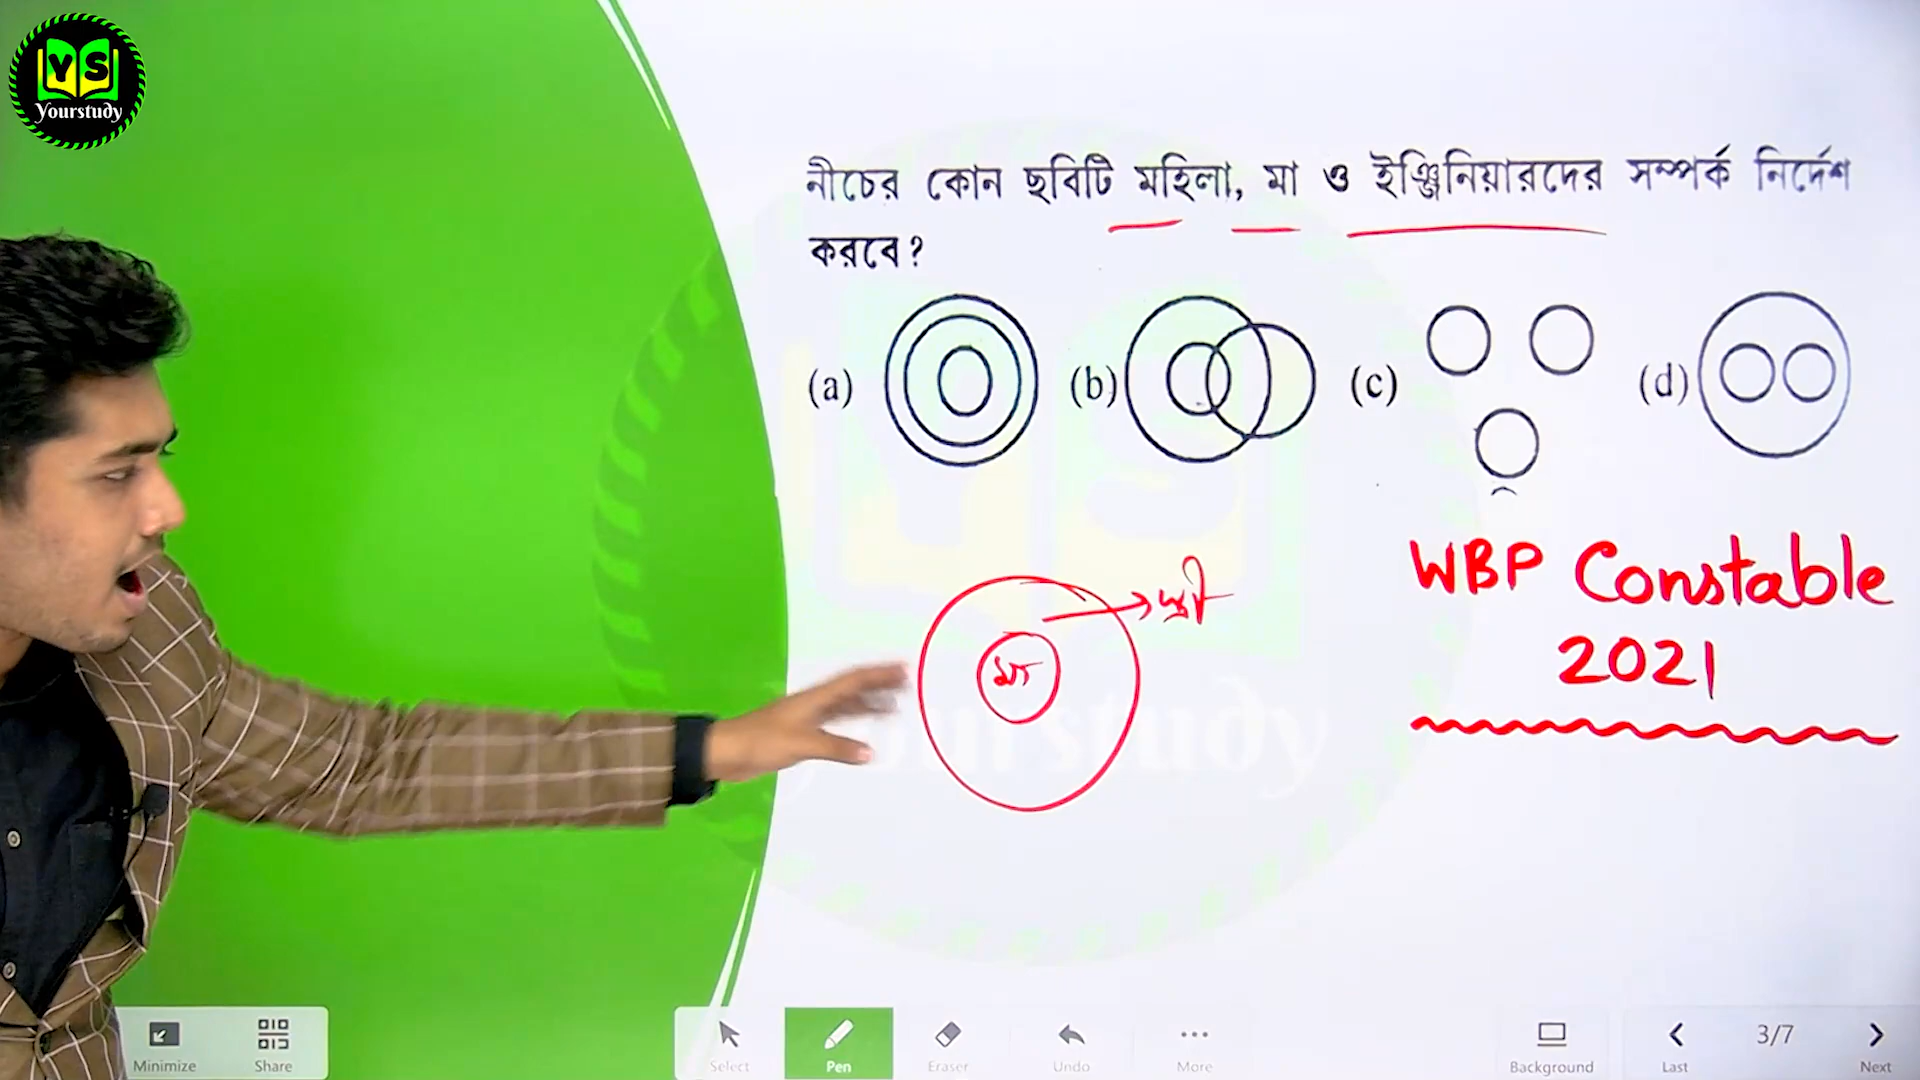 YS
Yourstudy
নীচের কোন ছবিটি মহিলা, মা ও ইঞ্জিনিয়ারদের সম্পর্ক নির্দেশ
করবে?
(a) (b) (c) (d)
WBP Constable
2021
মা
Yourstudy
Minimize Share Select Pen Eraser Undo More Background Last 3/7 Next